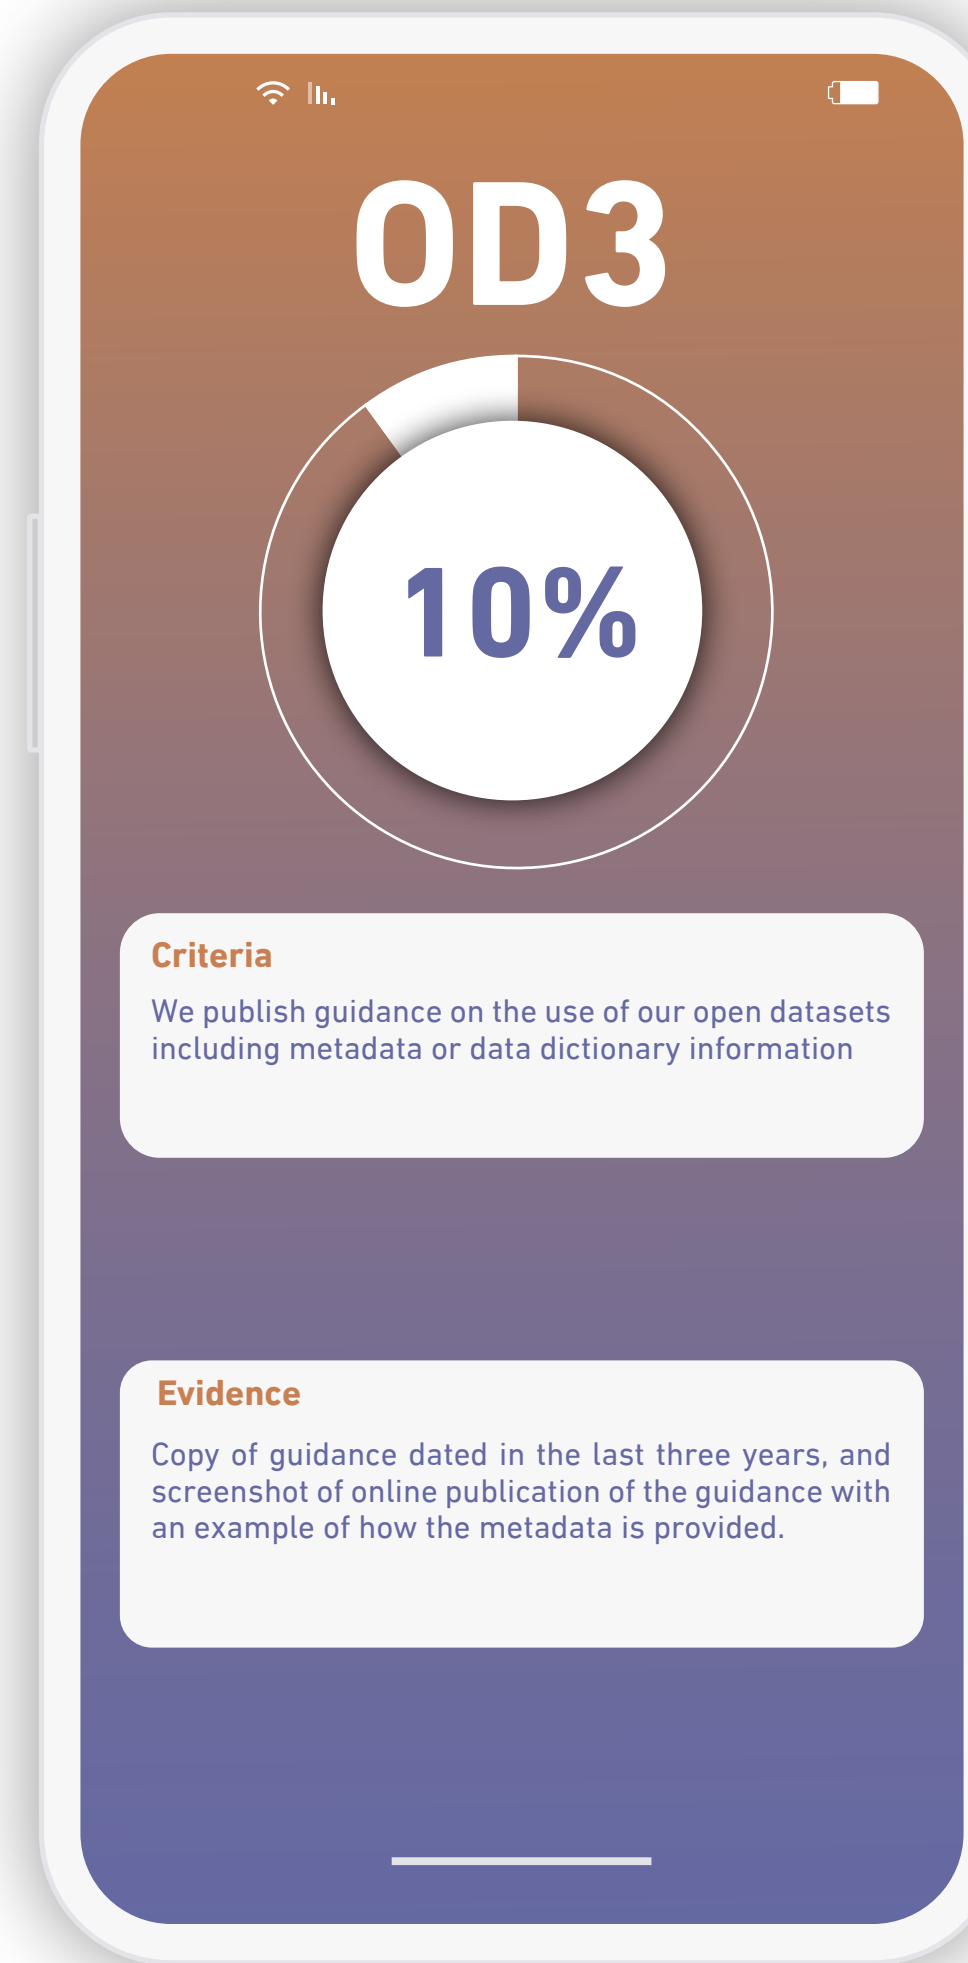 OD3
10%
Criteria
We publish guidance on the use of our open datasets
including metadata or data dictionary information
Evidence
Copy of guidance dated in the last three years, and
screenshot of online publication of the guidance with
an example of how the metadata is provided.